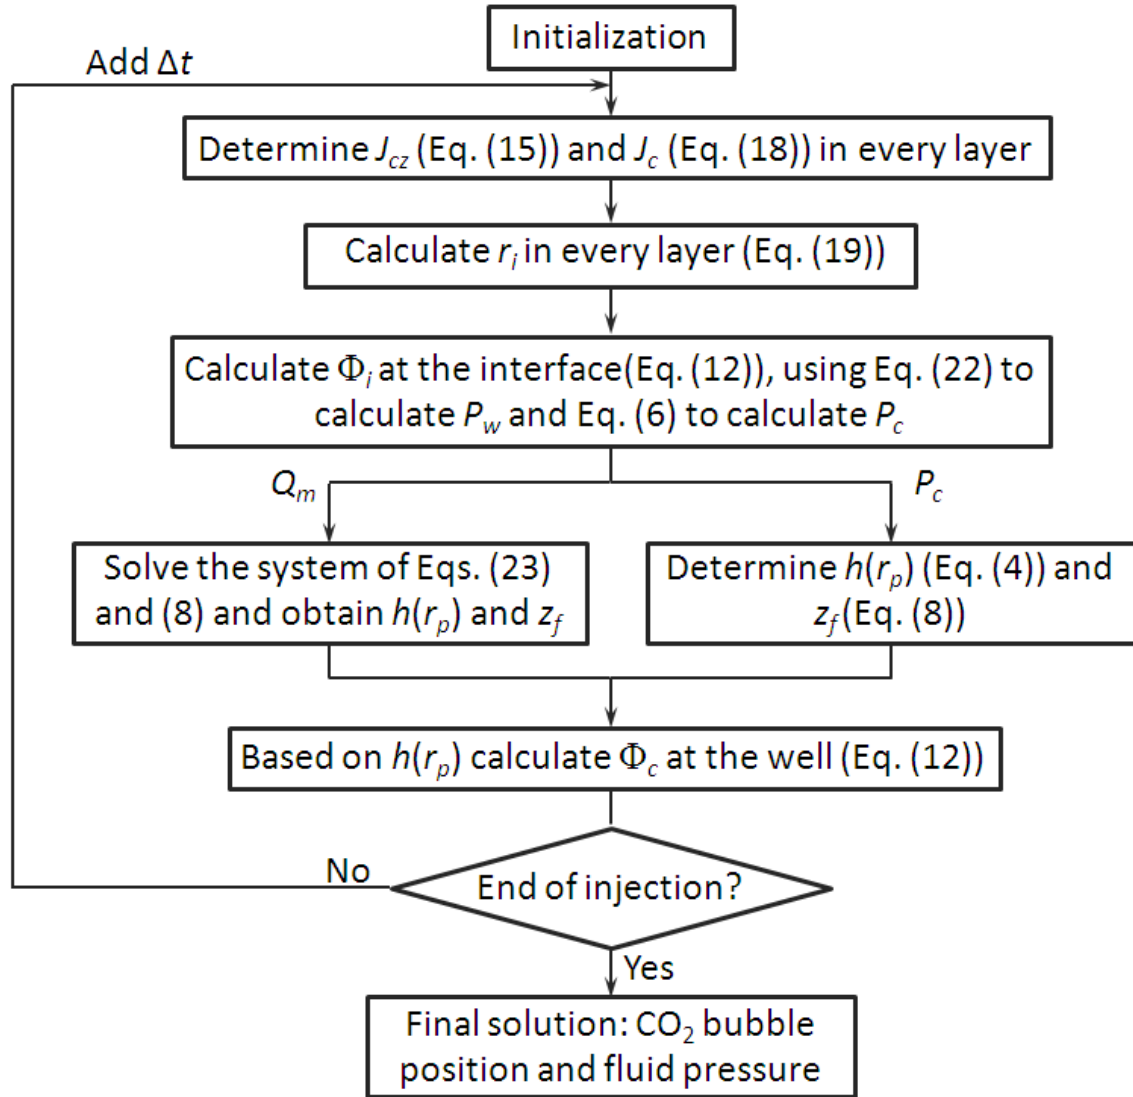 Initialization
Add Δt
Determine J_cz (Eq. (15)) and J_c (Eq. (18)) in every layer
Calculate r_i in every layer (Eq. (19))
Calculate Φ_i at the interface(Eq. (12)), using Eq. (22) to
calculate P_w and Eq. (6) to calculate P_c
Q_m
P_c
Solve the system of Eqs. (23)
and (8) and obtain h(r_p) and z_f
Determine h(r_p) (Eq. (4)) and
z_f(Eq. (8))
Based on h(r_p) calculate Φ_c at the well (Eq. (12))
No
End of injection?
Yes
Final solution: CO₂ bubble
position and fluid pressure